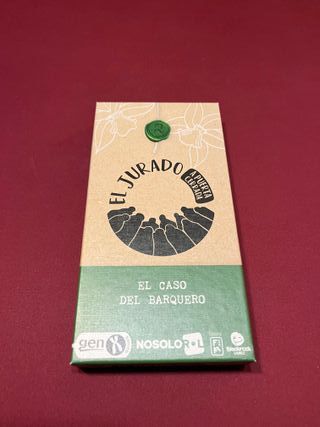 EL JURADO
A PUERTA
CERRADA
EL CASO
DEL BARQUERO
gen X
NOSOLOROL